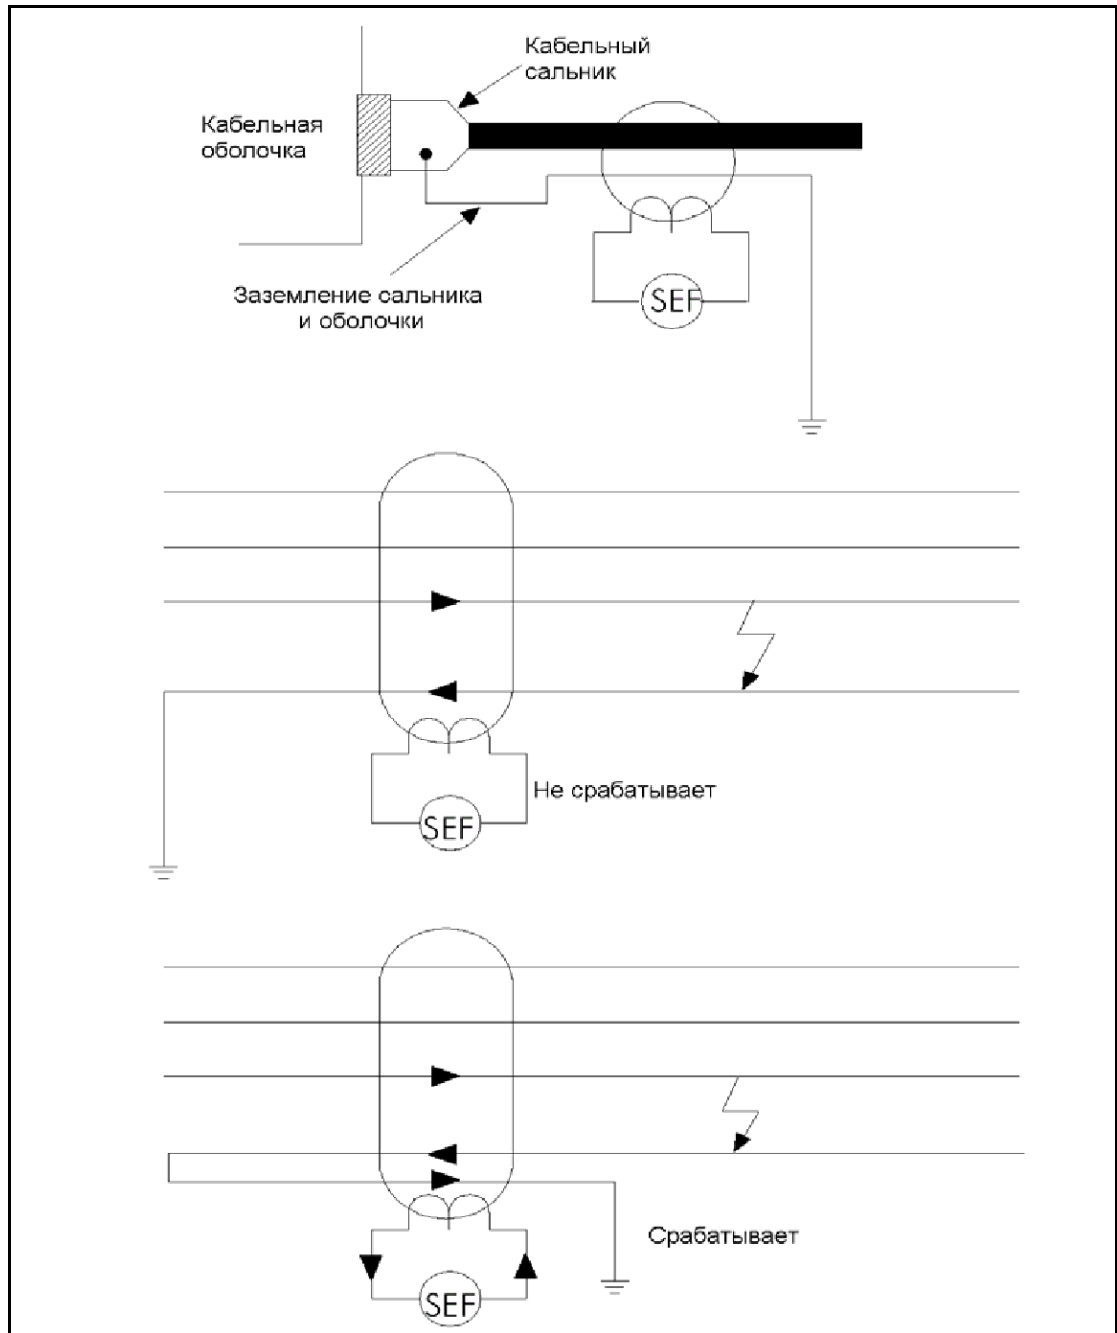 Кабельный
сальник
Кабельная
оболочка
Заземление сальника
и оболочки
SEF
Не срабатывает
SEF
Срабатывает
SEF